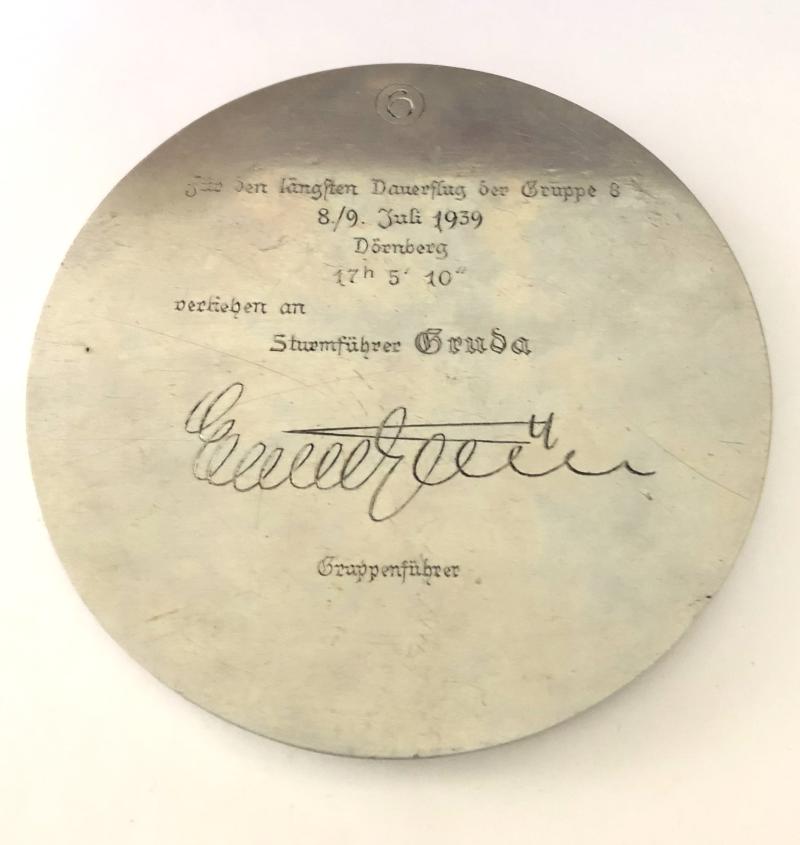 6
Für den längsten Dauerflug der Gruppe 8
8./9. Juli 1939
Dörnberg
17h 5' 10"
verliehen an
Sturmführer Gruda
Gruppenführer